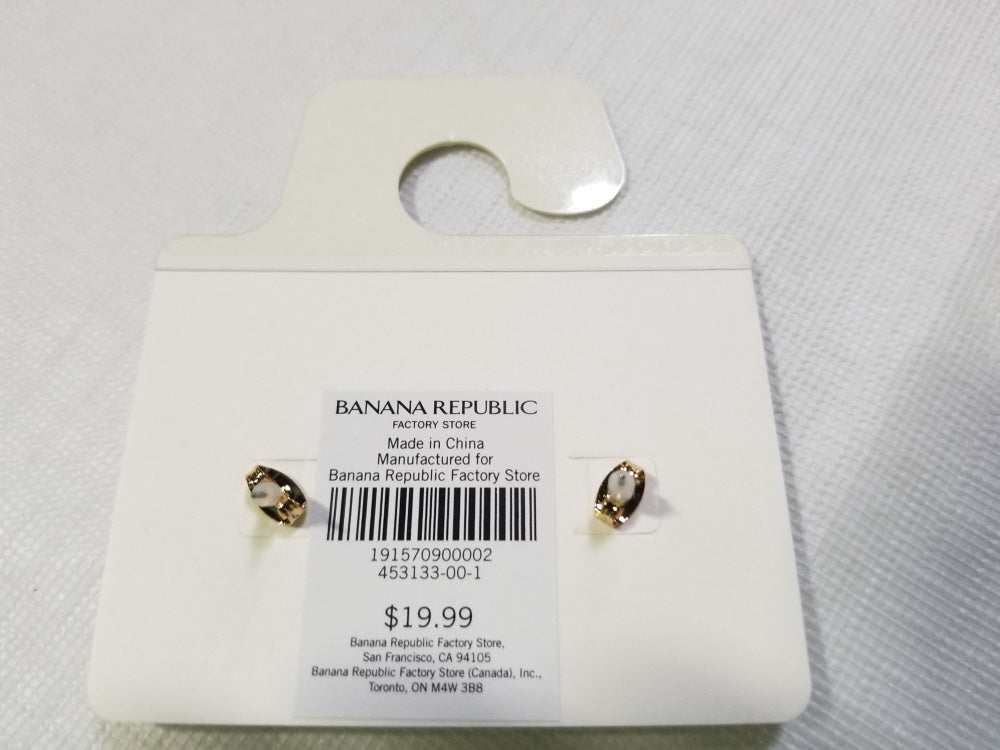 BANANA REPUBLIC
FACTORY STORE
Made in China
Manufactured for
Banana Republic Factory Store
191570900002
453133-00-1
$19.99
Banana Republic Factory Store,
San Francisco, CA 94105
Banana Republic Factory Store (Canada), Inc.,
Toronto, ON M4W 3B8